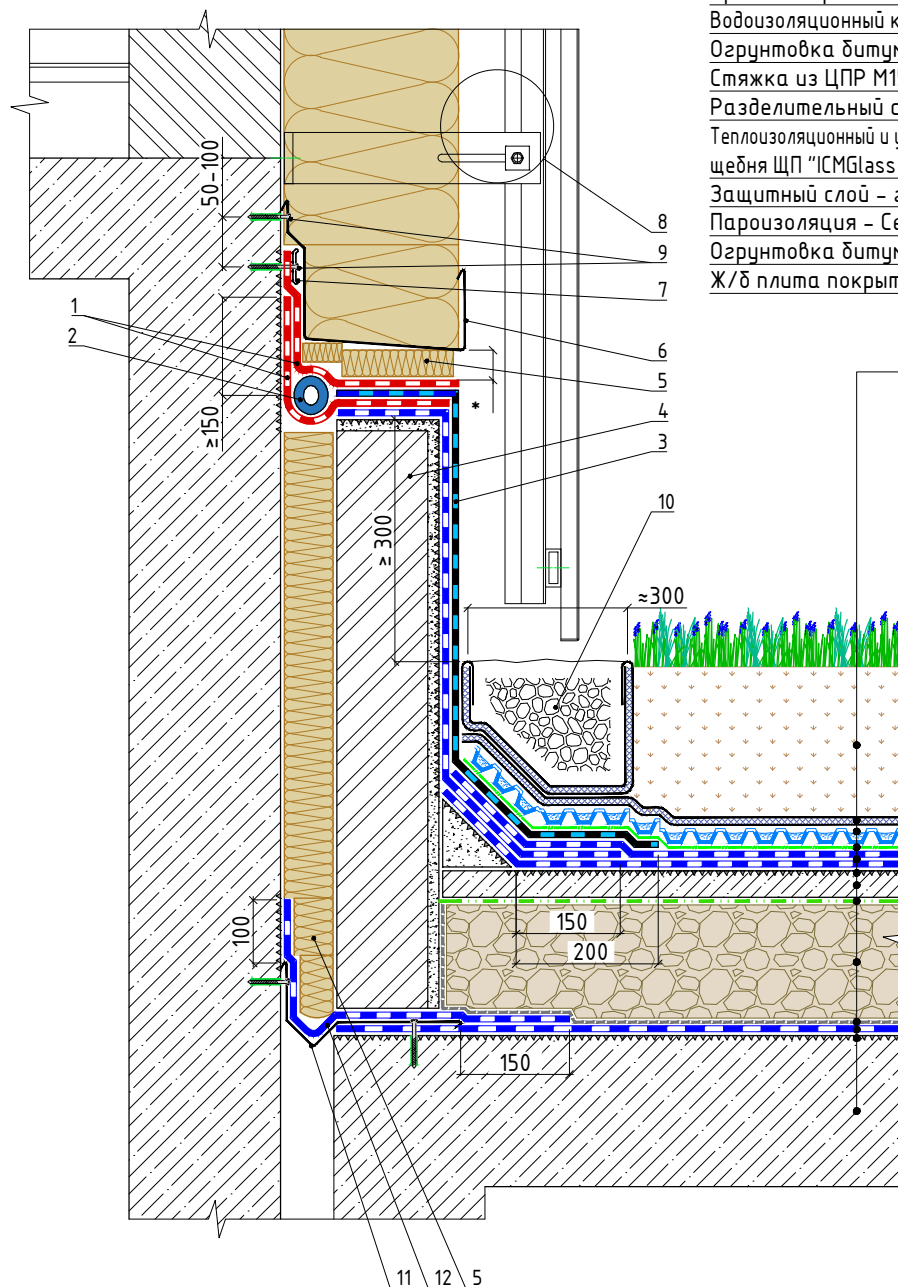 Водоизоляционный к
Огрунтовка битум
Стяжка из ЦПР М1
Разделительный с
Теплоизоляционный и у
щебня ЩП "ICMGlass
Защитный слой – г
Пароизоляция – Се
Огрунтовка битум
Ж/б плита покрыт
50-100
8
9
7
1
2
6
5
*
4
3
≥150
≥ 300
10
≈300
100
150
200
150
11 12 5